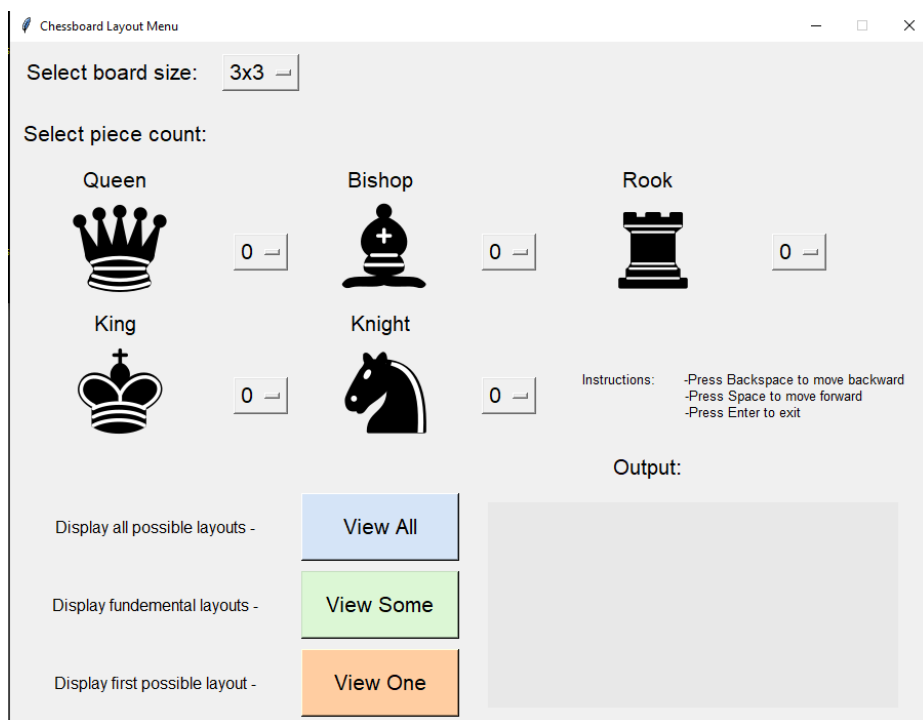 Chessboard Layout Menu
Select board size: 3x3
Select piece count:
Queen Bishop Rook
0 0 0
King Knight
0 0
Instructions: -Press Backspace to move backward
-Press Space to move forward
-Press Enter to exit
Output:
Display all possible layouts - View All
Display fundemental layouts - View Some
Display first possible layout - View One